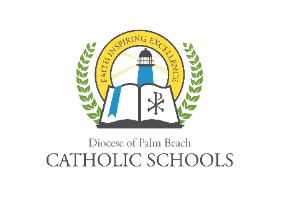 FAITH INSPIRING EXCELLENCE
Diocese of Palm Beach
CATHOLIC SCHOOLS